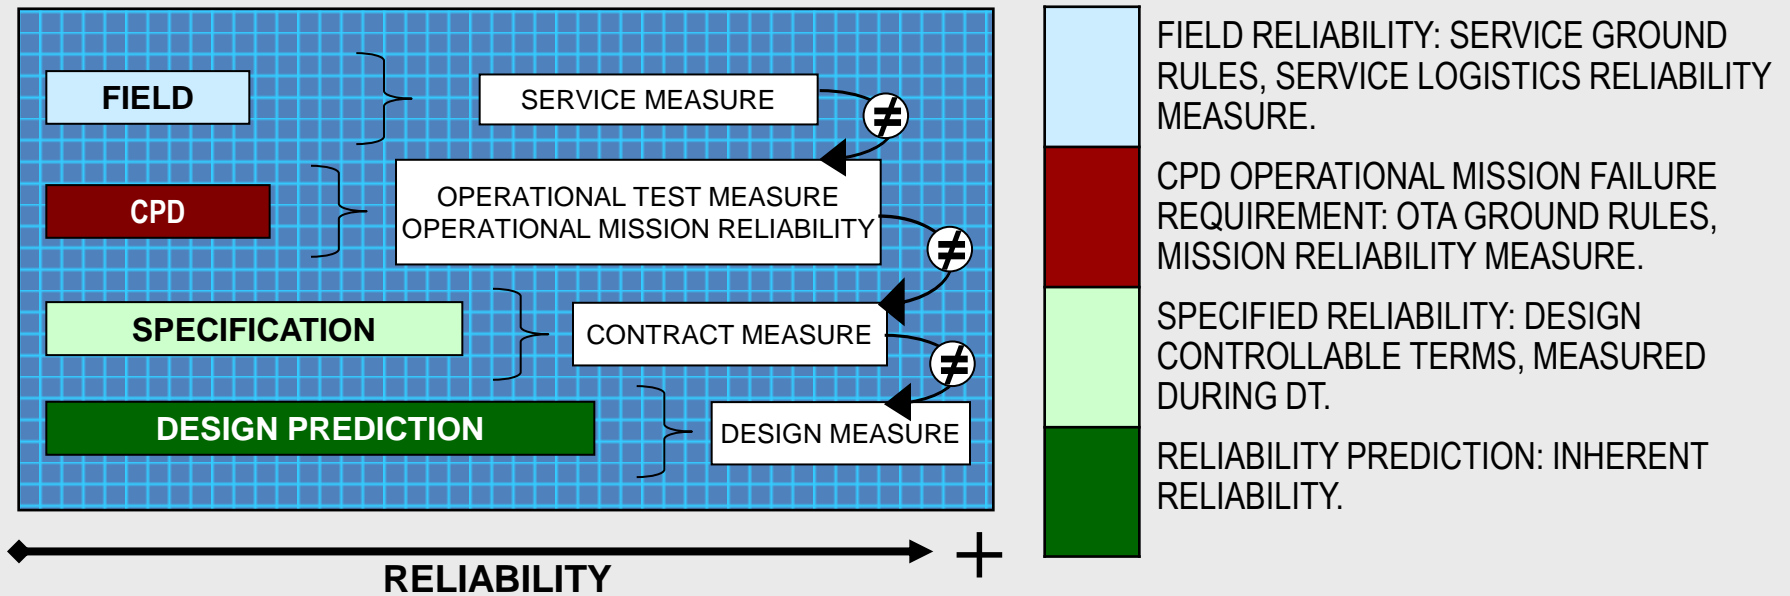 FIELD
SERVICE MEASURE
≠
CPD
OPERATIONAL TEST MEASURE
OPERATIONAL MISSION RELIABILITY
≠
SPECIFICATION
CONTRACT MEASURE
≠
DESIGN PREDICTION
DESIGN MEASURE
+
RELIABILITY
FIELD RELIABILITY: SERVICE GROUND
RULES, SERVICE LOGISTICS RELIABILITY
MEASURE.
CPD OPERATIONAL MISSION FAILURE
REQUIREMENT: OTA GROUND RULES,
MISSION RELIABILITY MEASURE.
SPECIFIED RELIABILITY: DESIGN
CONTROLLABLE TERMS, MEASURED
DURING DT.
RELIABILITY PREDICTION: INHERENT
RELIABILITY.